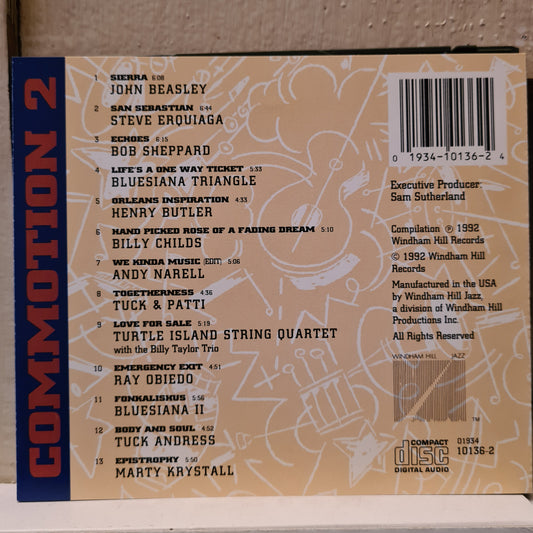 COMMOTION 2
1 SIERRA 6:08
JOHN BEASLEY
2 SAN SEBASTIAN 6:44
STEVE ERQUIAGA
3 ECHOES 6:15
BOB SHEPPARD
4 LIFE'S A ONE WAY TICKET 5:33
BLUESIANA TRIANGLE
5 ORLEANS INSPIRATION 4:33
HENRY BUTLER
6 HAND PICKED ROSE OF A FADING DREAM 5:10
BILLY CHILDS
7 WE KINDA MUSIC (EDIT) 5:06
ANDY NARELL
8 TOGETHERNESS 4:36
TUCK & PATTI
9 LOVE FOR SALE 5:19
TURTLE ISLAND STRING QUARTET
with the Billy Taylor Trio
10 EMERGENCY EXIT 4:51
RAY OBIEDO
11 FONKALISHUS 5:56
BLUESIANA II
12 BODY AND SOUL 4:52
TUCK ANDRESS
13 EPISTROPHY 5:50
MARTY KRYSTALL
0 1934-10136-2 4
Executive Producer:
Sam Sutherland
Compilation ℗ 1992
Windham Hill Records
© 1992 Windham Hill
Records
Manufactured in the USA
by Windham Hill Jazz,
a division of Windham Hill
Productions Inc.
All Rights Reserved
WINDHAM HILL JAZZ
TM
COMPACT
disc
DIGITAL AUDIO
01934
10136-2